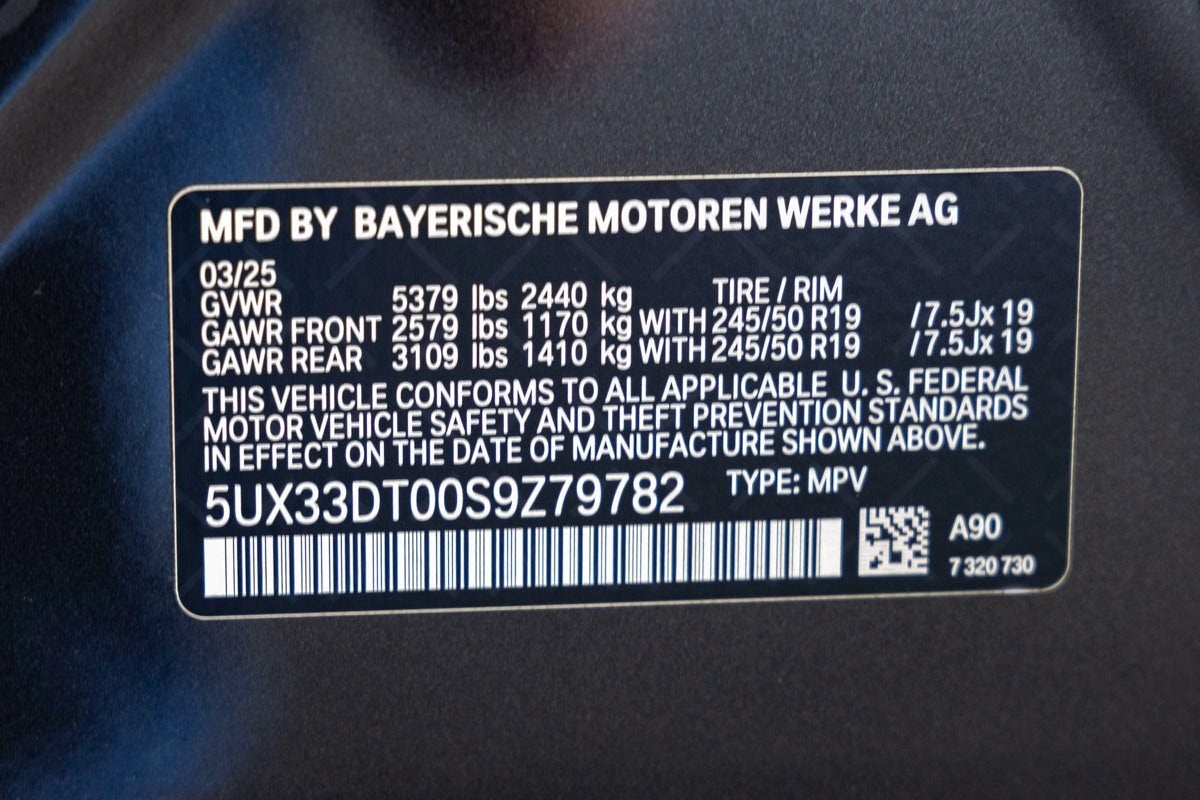 MFD BY BAYERISCHE MOTOREN WERKE AG
03/25 TIRE / RIM
GVWR 5379 lbs 2440 kg
GAWR FRONT 2579 lbs 1170 kg WITH 245/50 R19 /7.5Jx 19
GAWR REAR 3109 lbs 1410 kg WITH 245/50 R19 /7.5Jx 19
THIS VEHICLE CONFORMS TO ALL APPLICABLE U. S. FEDERAL
MOTOR VEHICLE SAFETY AND THEFT PREVENTION STANDARDS
IN EFFECT ON THE DATE OF MANUFACTURE SHOWN ABOVE.
5UX33DT00S9Z79782 TYPE: MPV
A90
7 320 730